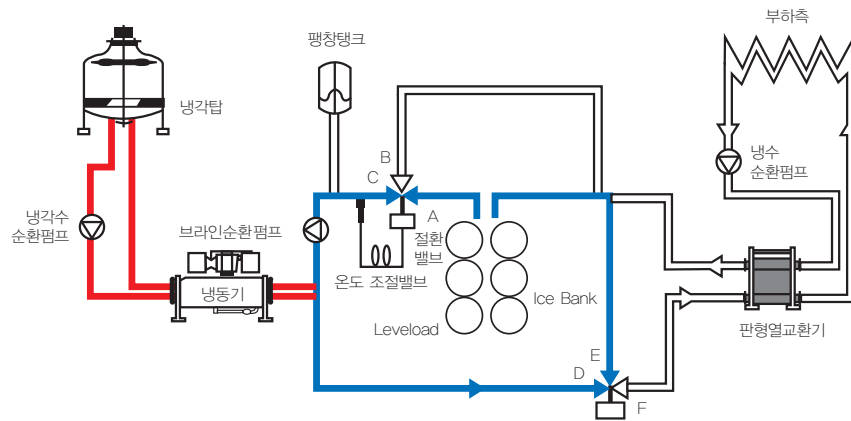 부하측
팽창탱크
냉각탑
B
C
A
냉수
순환펌프
냉각수
순환펌프
브라인순환펌프
절환
밸브
온도 조절밸브
냉동기
Ice Bank
Leveload
판형열교환기
E
D
F